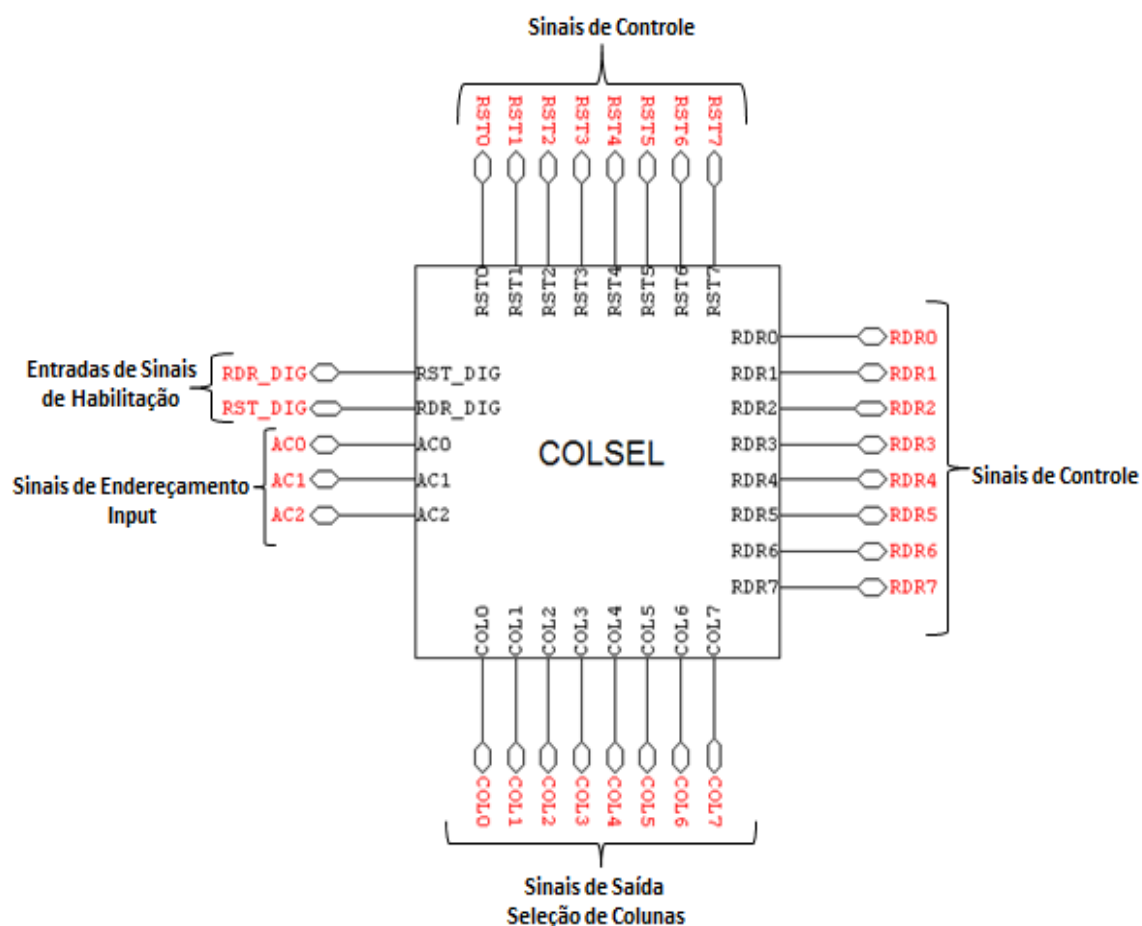 Sinais de Controle
RST0 RST1 RST2 RST3 RST4 RST5 RST6 RST7
RST0 RST1 RST2 RST3 RST4 RST5 RST6 RST7
Entradas de Sinais
de Habilitação
RDR_DIG RST_DIG
RST_DIG RDR_DIG
AC0 AC0
AC1 AC1
AC2 AC2
Sinais de Endereçamento
Input
COLSEL
RDR0 RDR0
RDR1 RDR1
RDR2 RDR2
RDR3 RDR3
RDR4 RDR4
RDR5 RDR5
RDR6 RDR6
RDR7 RDR7
Sinais de Controle
COL0 COL1 COL2 COL3 COL4 COL5 COL6 COL7
COL0 COL1 COL2 COL3 COL4 COL5 COL6 COL7
Sinais de Saída
Seleção de Colunas